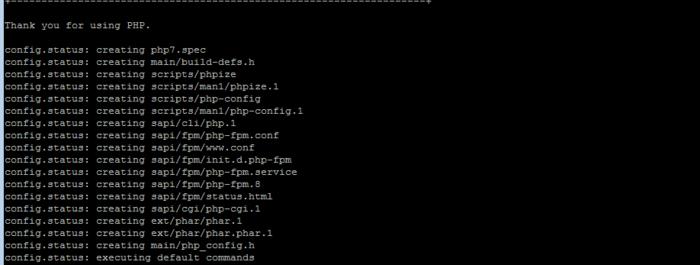 +--------------------------------------------------------------------+
Thank you for using PHP.
config.status: creating php7.spec
config.status: creating main/build-defs.h
config.status: creating scripts/phpize
config.status: creating scripts/man1/phpize.1
config.status: creating scripts/php-config
config.status: creating scripts/man1/php-config.1
config.status: creating sapi/cli/php.1
config.status: creating sapi/fpm/php-fpm.conf
config.status: creating sapi/fpm/www.conf
config.status: creating sapi/fpm/init.d.php-fpm
config.status: creating sapi/fpm/php-fpm.service
config.status: creating sapi/fpm/php-fpm.8
config.status: creating sapi/fpm/status.html
config.status: creating sapi/cgi/php-cgi.1
config.status: creating ext/phar/phar.1
config.status: creating ext/phar/phar.phar.1
config.status: creating main/php_config.h
config.status: executing default commands